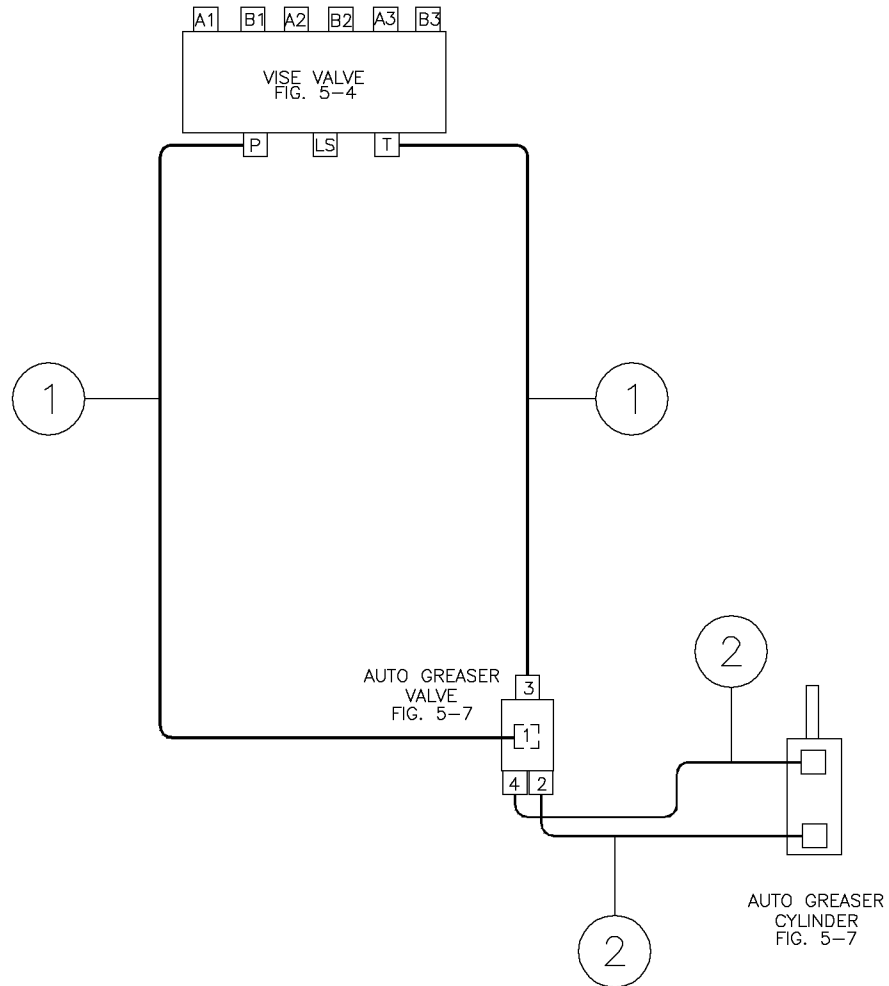 A1 B1 A2 B2 A3 B3
VISE VALVE
FIG. 5-4
P LS T
1 1
2
AUTO GREASER
VALVE
FIG. 5-7
3
1
4 2
AUTO GREASER
CYLINDER
FIG. 5-7
2